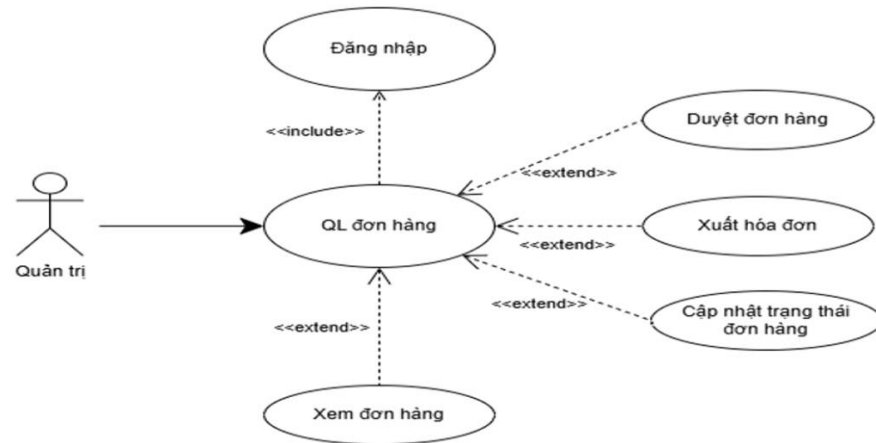 Đăng nhập
<<include>>
Duyệt đơn hàng
<<extend>>
QL đơn hàng
Xuất hóa đơn
<<extend>>
Quản trị
<<extend>>
Cập nhật trạng thái
đơn hàng
<<extend>>
Xem đơn hàng